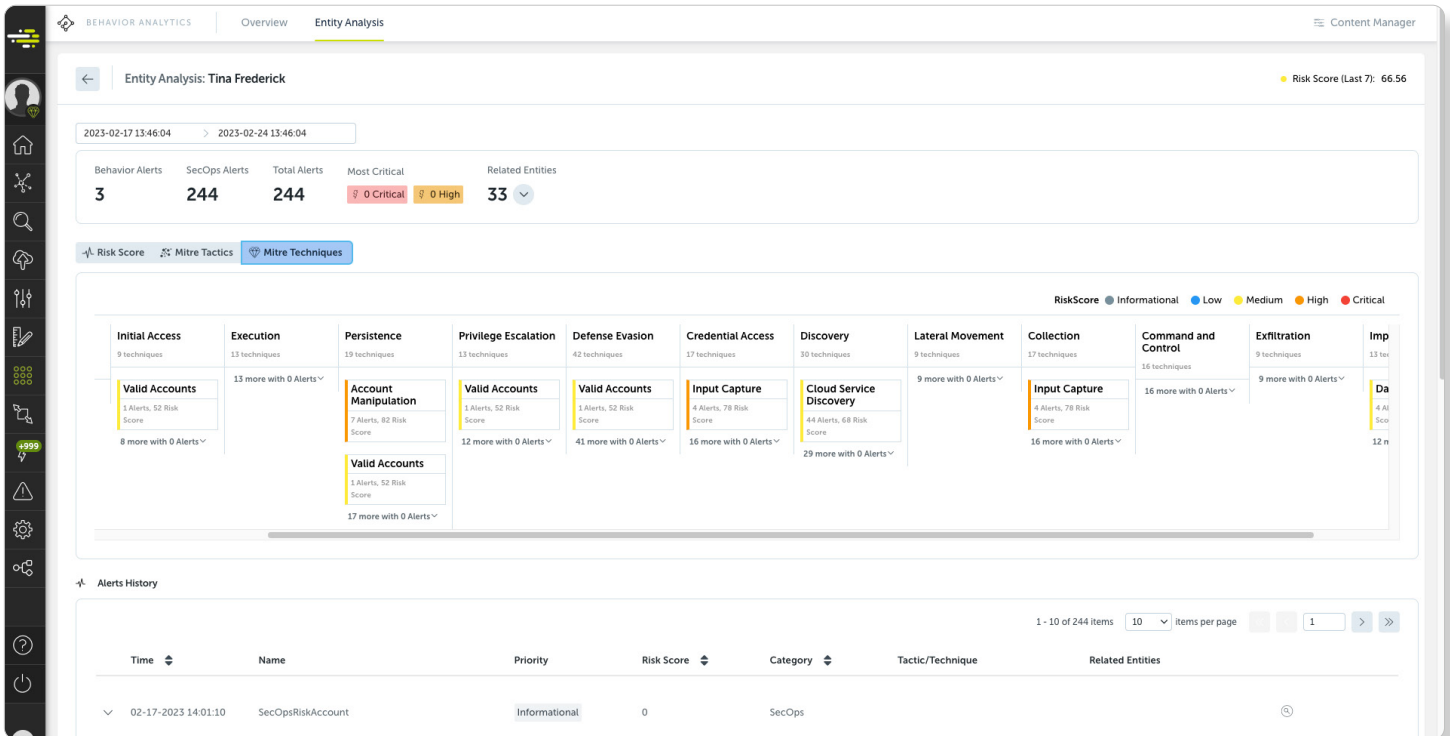 BEHAVIOR ANALYTICS
Overview
Entity Analysis
Content Manager
Entity Analysis: Tina Frederick
Risk Score (Last 7): 66.56
2023-02-17 13:46:04 > 2023-02-24 13:46:04
Behavior Alerts SecOps Alerts Total Alerts Most Critical Related Entities
3 244 244 0 Critical 0 High 33
Risk Score Mitre Tactics Mitre Techniques
RiskScore Informational Low Medium High Critical
Initial Access
9 techniques
Valid Accounts
1 Alerts, 52 Risk
Score
8 more with 0 Alerts
Execution
13 techniques
13 more with 0 Alerts
Persistence
19 techniques
Account
Manipulation
7 Alerts, 82 Risk
Score
Valid Accounts
1 Alerts, 52 Risk
Score
17 more with 0 Alerts
Privilege Escalation
13 techniques
Valid Accounts
1 Alerts, 52 Risk
Score
12 more with 0 Alerts
Defense Evasion
42 techniques
Valid Accounts
1 Alerts, 52 Risk
Score
41 more with 0 Alerts
Credential Access
17 techniques
Input Capture
4 Alerts, 78 Risk
Score
16 more with 0 Alerts
Discovery
30 techniques
Cloud Service
Discovery
44 Alerts, 68 Risk
Score
29 more with 0 Alerts
Lateral Movement
9 techniques
9 more with 0 Alerts
Collection
17 techniques
Input Capture
4 Alerts, 78 Risk
Score
16 more with 0 Alerts
Command and
Control
16 techniques
16 more with 0 Alerts
Exfiltration
9 techniques
9 more with 0 Alerts
Imp
13 te
Da
4 Al
Sco
12 m
+999
Alerts History
1 - 10 of 244 items 10 items per page 1
Time Name Priority Risk Score Category Tactic/Technique Related Entities
02-17-2023 14:01:10 SecOpsRiskAccount Informational 0 SecOps